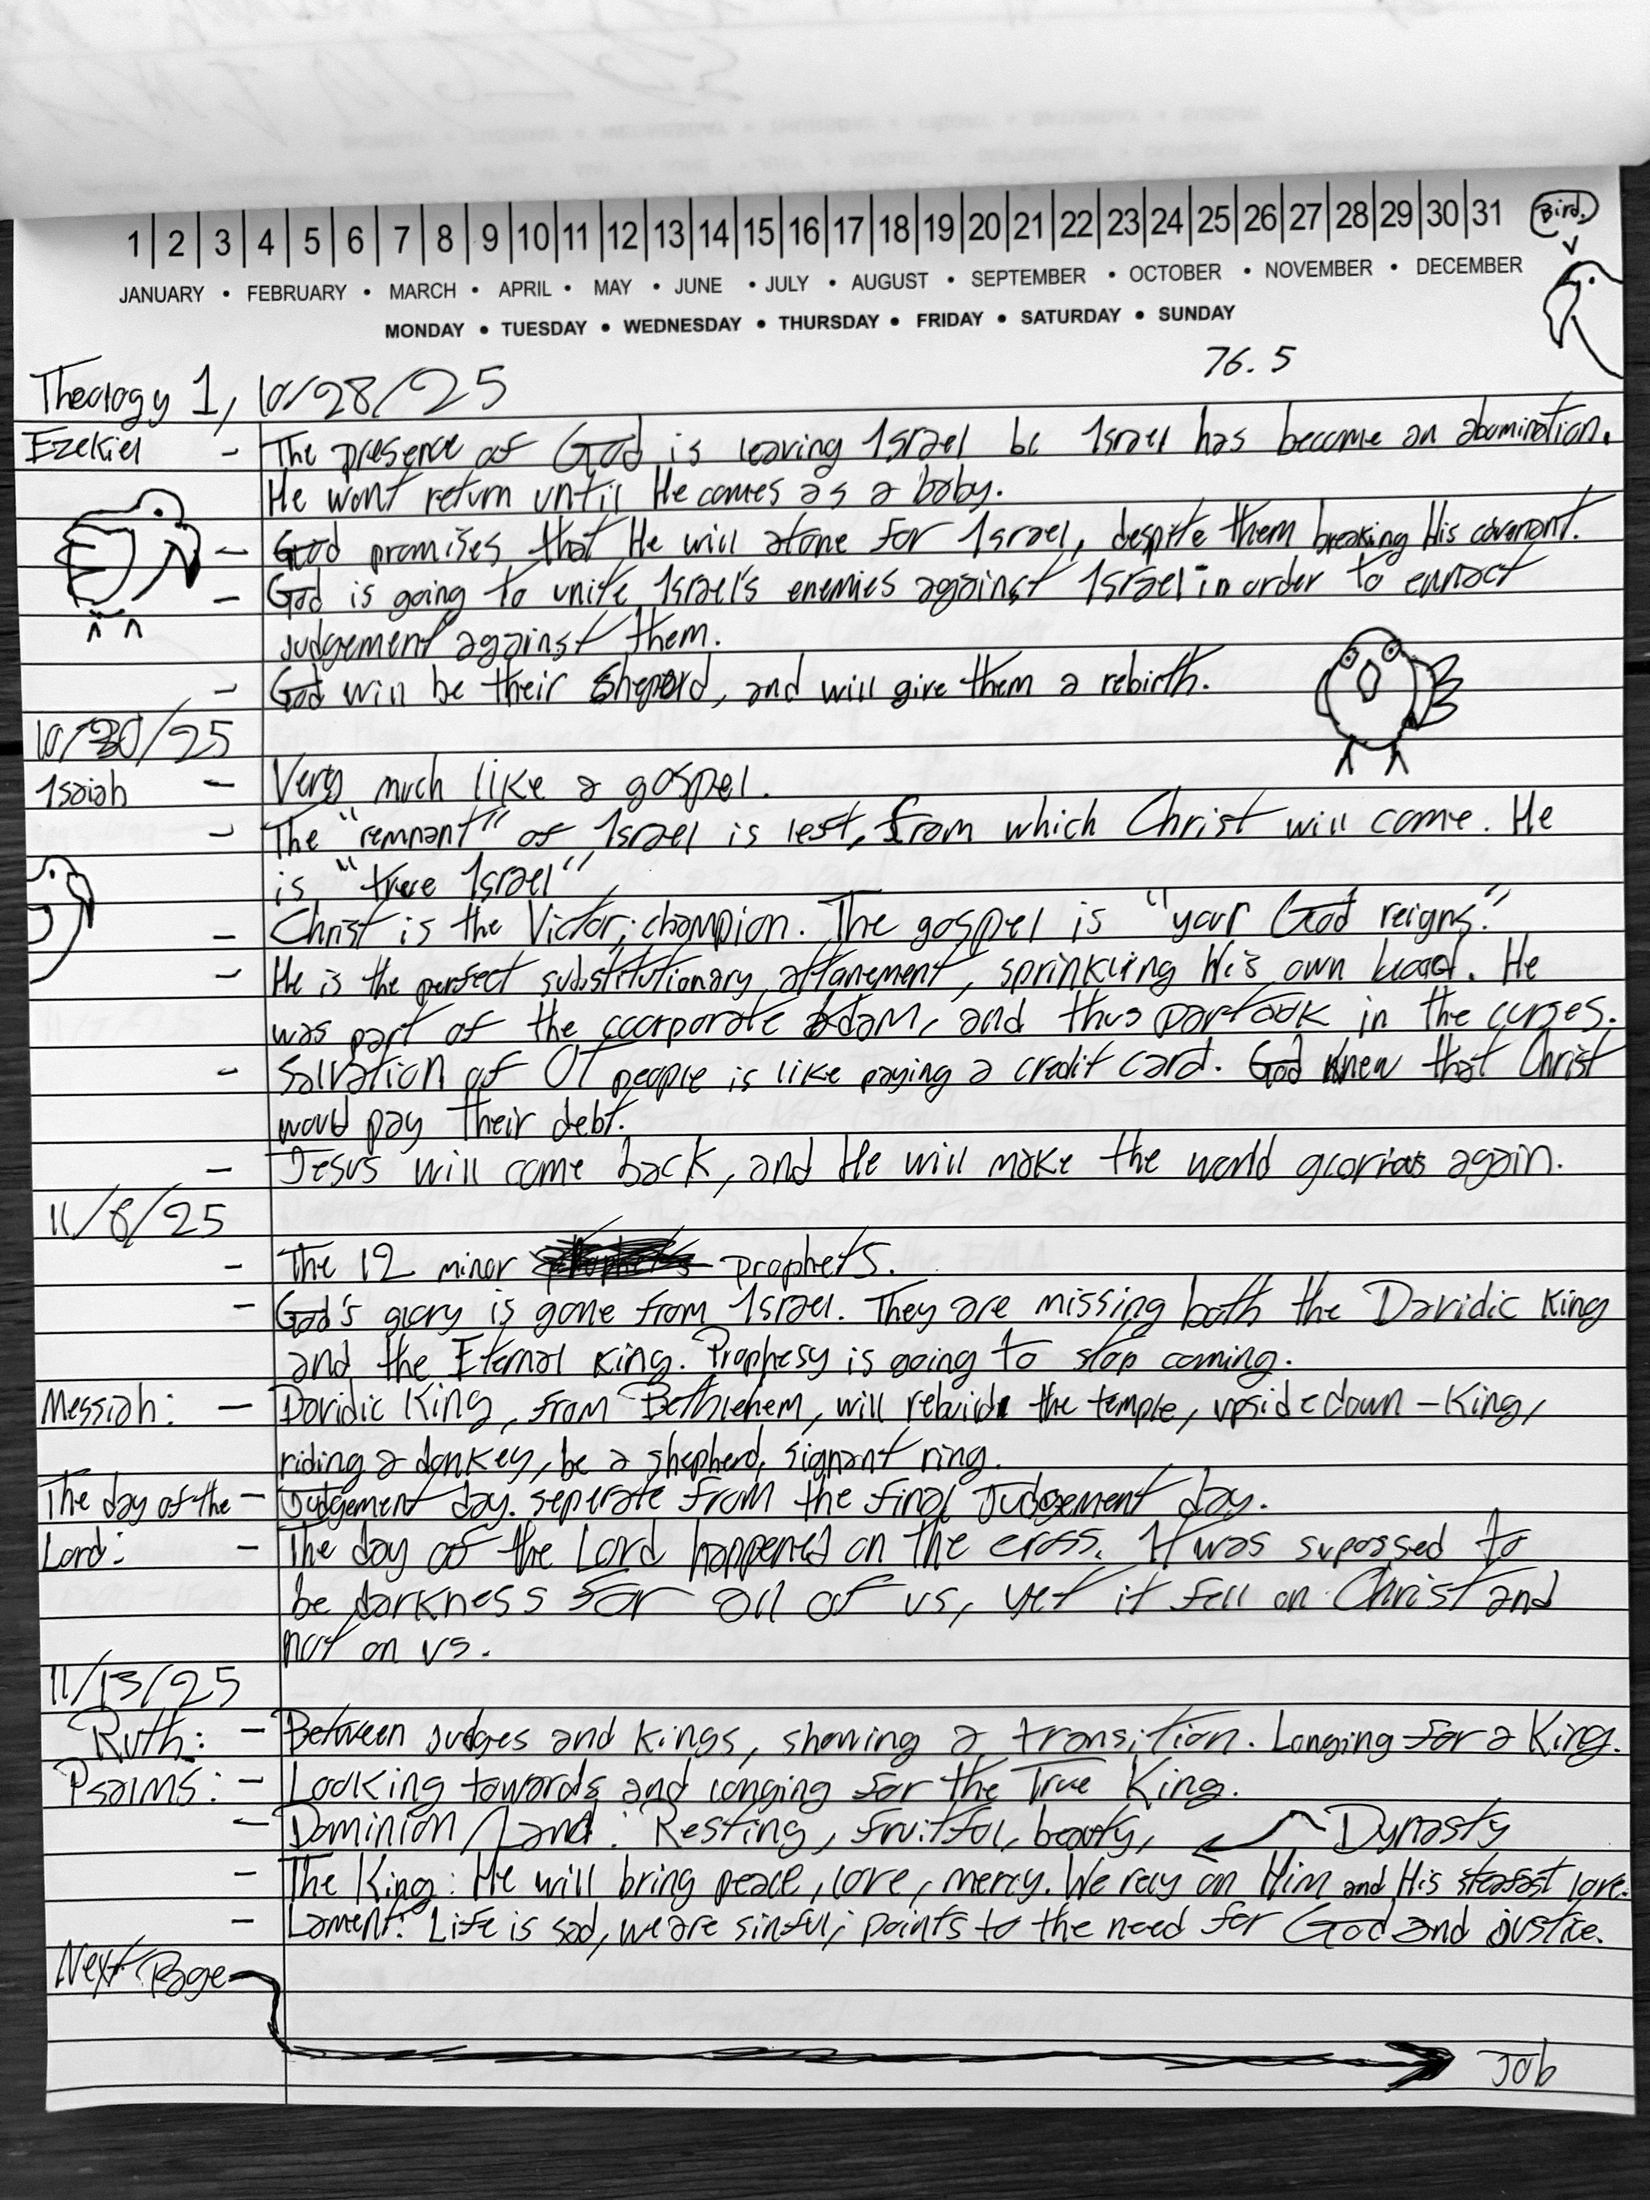 1 | 2 | 3 | 4 | 5 | 6 | 7 | 8 | 9 | 10 | 11 | 12 | 13 | 14 | 15 | 16 | 17 | 18 | 19 | 20 | 21 | 22 | 23 | 24 | 25 | 26 | 27 | 28 | 29 | 30 | 31
Bird.
JANUARY • FEBRUARY • MARCH • APRIL • MAY • JUNE • JULY • AUGUST • SEPTEMBER • OCTOBER • NOVEMBER • DECEMBER
MONDAY • TUESDAY • WEDNESDAY • THURSDAY • FRIDAY • SATURDAY • SUNDAY
76.5
Theology 1, 10/28/25
Ezekiel - The presence of God is leaving Israel bc Israel has become an abomination.
He wont return until He comes as a baby.
- God promises that He will atone for Israel, despite them breaking His covenant.
- God is going to unite Israel's enemies against Israel in order to ennact
judgement against them.
- God will be their Sheperd, and will give them a rebirth.
10/30/25
Isaiah - Very much like a gospel.
- The "remnant" of Israel is left, from which Christ will come. He
is "true Israel"
- Christ is the Victor; champion. The gospel is "your God reigns."
- He is the perfect substitutionary attonement, sprinkling His own blood. He
was part of the coorporate Adam, and thus partook in the curses.
- Salvation of OT people is like paying a credit card. God knew that Christ
would pay their debt.
- Jesus will come back, and He will make the world glorious again.
11/6/25
- The 12 minor prophets.
- God's glory is gone from Israel. They are missing both the Davidic King
and the Eternal King. Prophesy is going to stop coming.
Messiah: - Davidic King, from Bethlehem, will rebuild the temple, upsidedown-King,
riding a donkey, be a shepherd, signant ring.
The day of the - Judgement day. seperate from the final Judgement day.
Lord: - The day of the Lord happened on the cross. It was supossed to
be darkness for all of us, yet it fell on Christ and
not on us.
11/13/25
Ruth: - Between Judges and Kings, showing a transition. Longing for a King.
Psalms: - Looking towards and longing for the True King.
- Dominion/Land: Resting, fruitful, beauty, Dynasty
- The King: He will bring peace, love, mercy. We rely on Him and His steafast love.
- Lament: Life is sad, we are sinful; points to the need for God and justice.
Next Page
Job